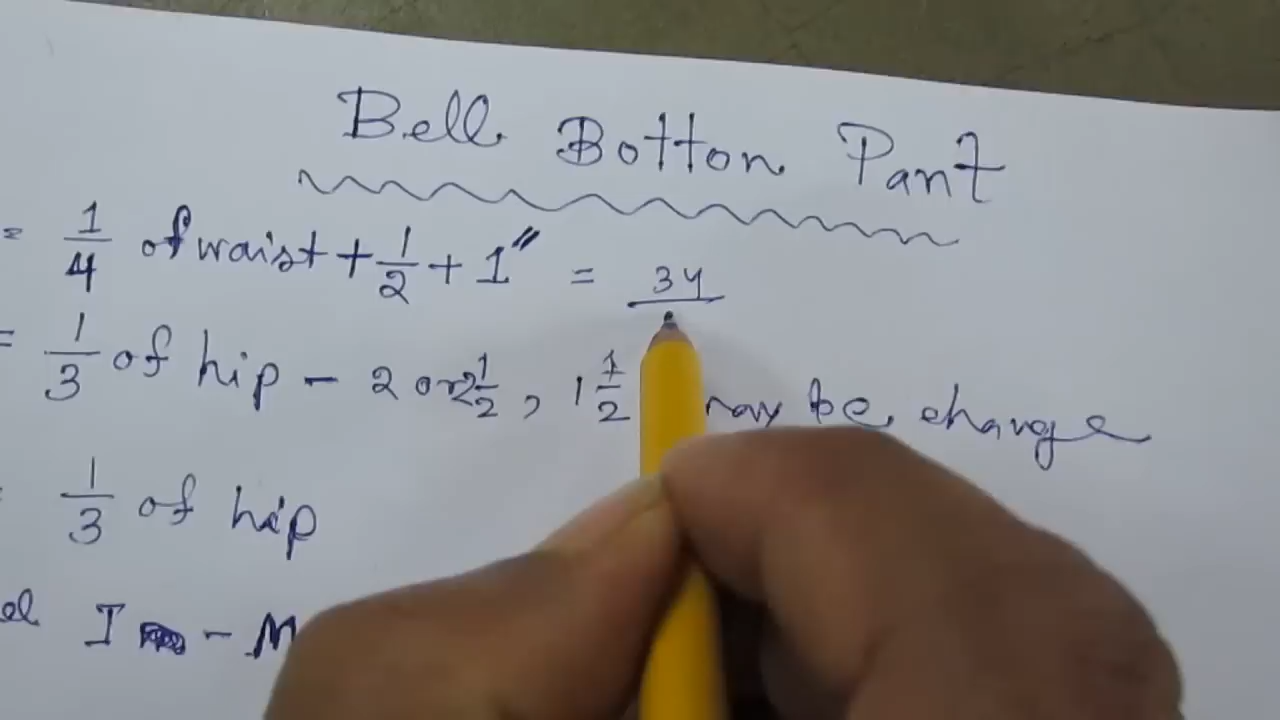 Bell Botton Pant
= 1/4 of waist + 1/2 + 1" = 34
= 1/3 of hip - 2 or 2 1/2, 1 1/2 may be change
1/3 of hip
el I - M